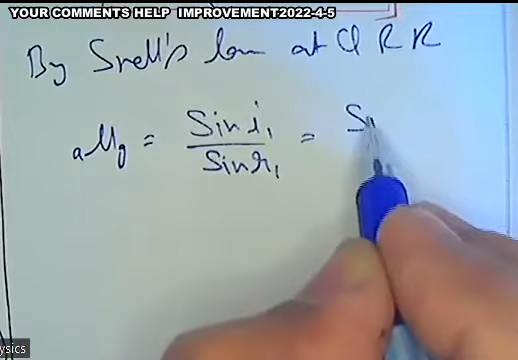 YOUR COMMENTS HELP IMPROVEMENT2022-4-5
By Snell's law at Q & R
aμg = Sin i₁ / Sin r₁ = S
ysics